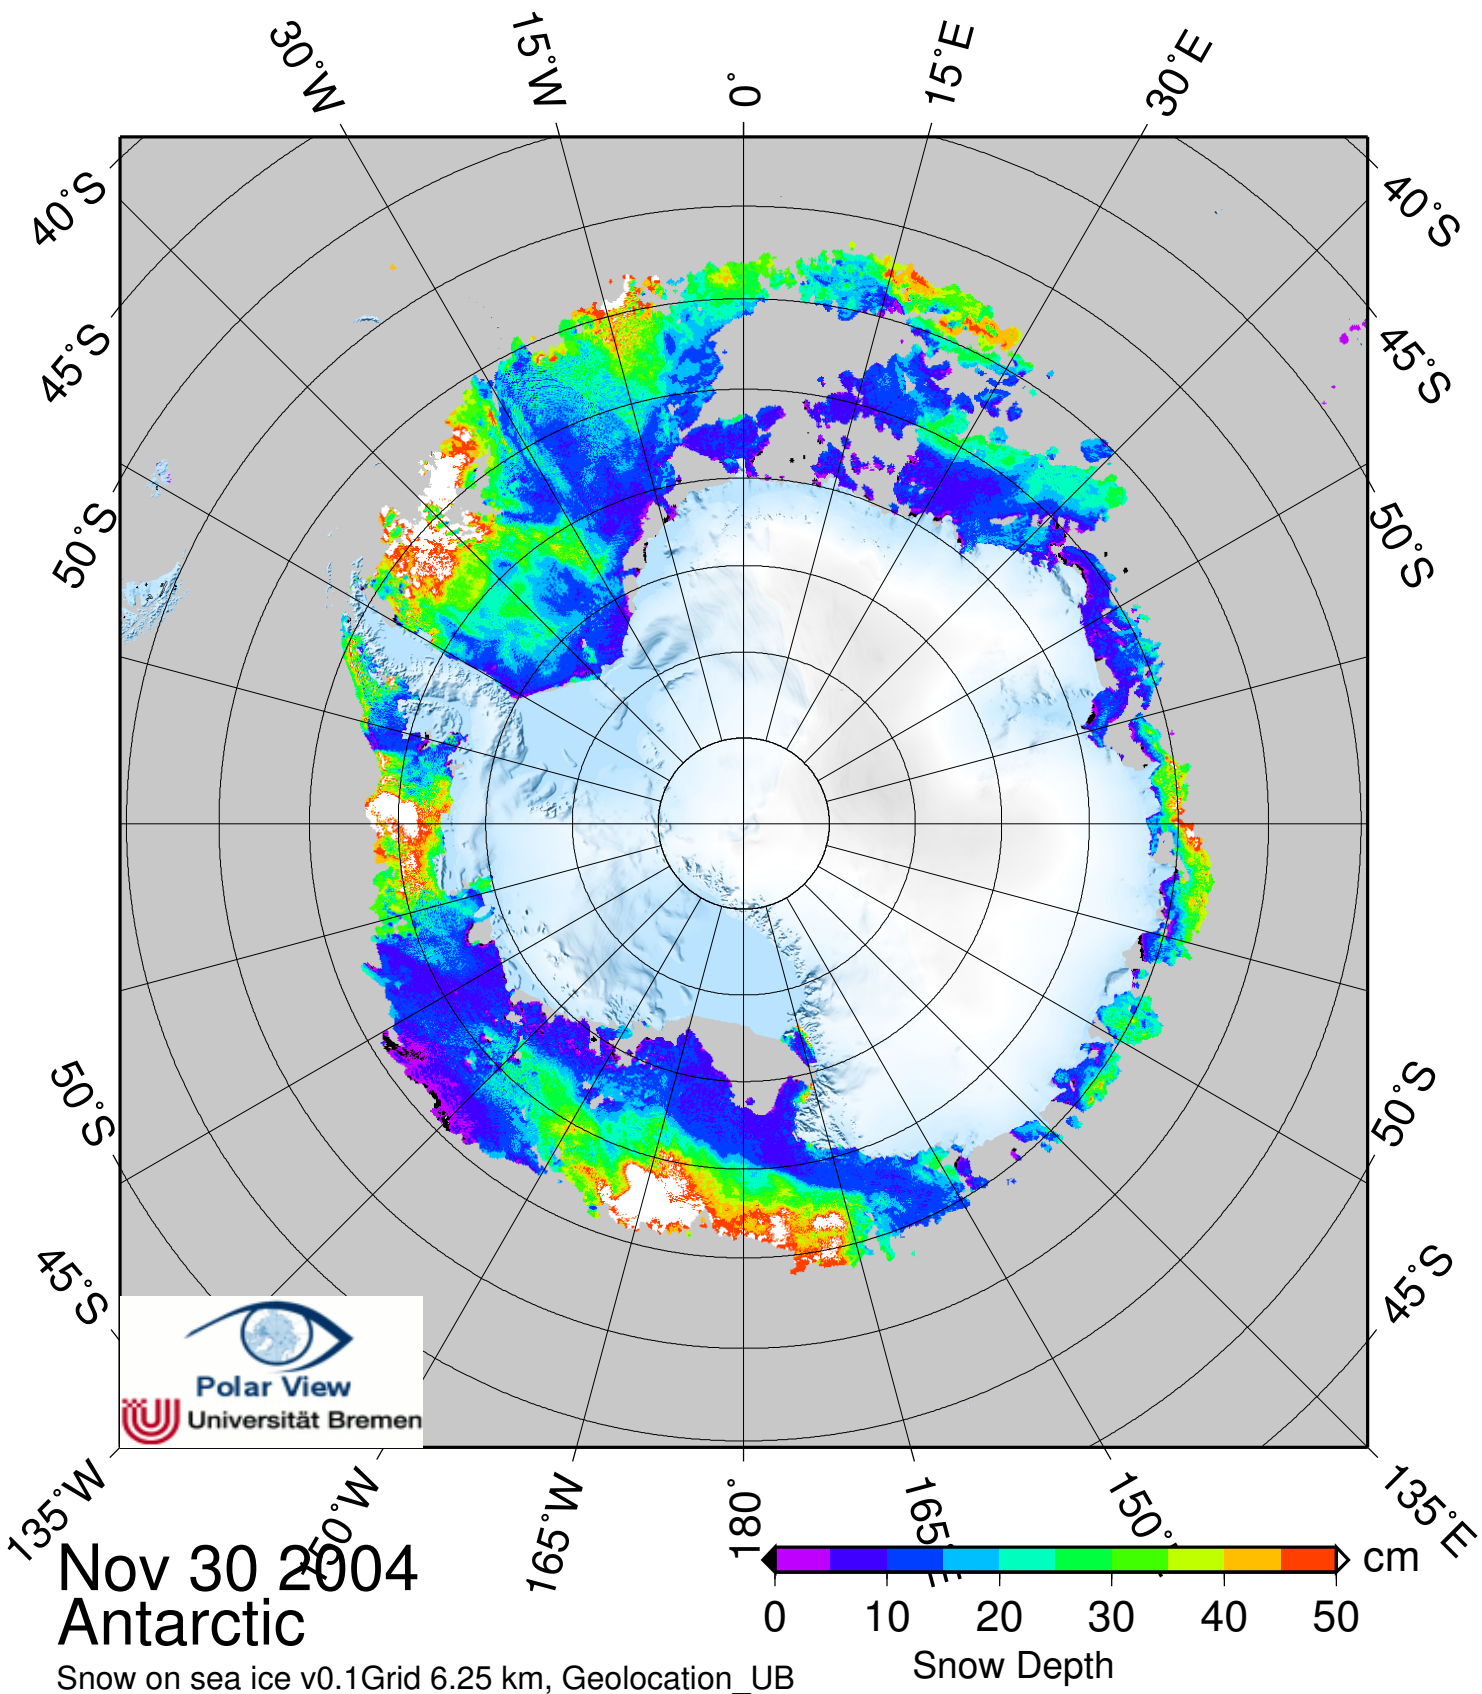 30°W
15°W
0°
15°E
30°E
40°S
40°S
45°S
45°S
50°S
50°S
50°S
50°S
45°S
45°S
Polar View
Universität Bremen
135°W
165°W
180°
135°E
Nov 30 2004
Antarctic
cm
0 10 20 30 40 50
Snow Depth
Snow on sea ice v0.1Grid 6.25 km, Geolocation_UB